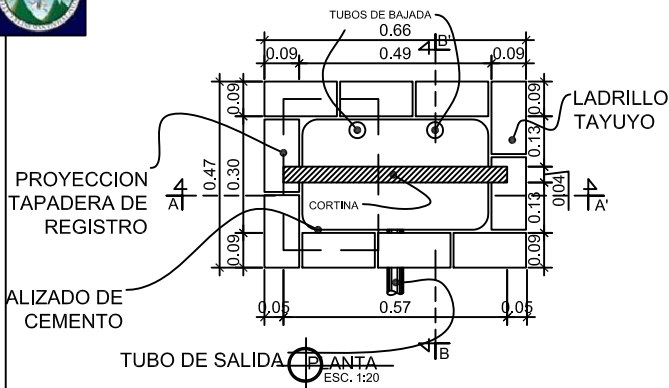 TUBOS DE BAJADA
0.66
B'
0.09
0.49
0.09
0.09
0.09
LADRILLO
TAYUYO
0.13
0.47
0.30
PROYECCION
TAPADERA DE
REGISTRO
A
CORTINA
0.04
A'
0.13
0.09
0.09
ALIZADO DE
CEMENTO
0.05
0.57
0.05
TUBO DE SALIDA
B
PLANTA
ESC. 1:20